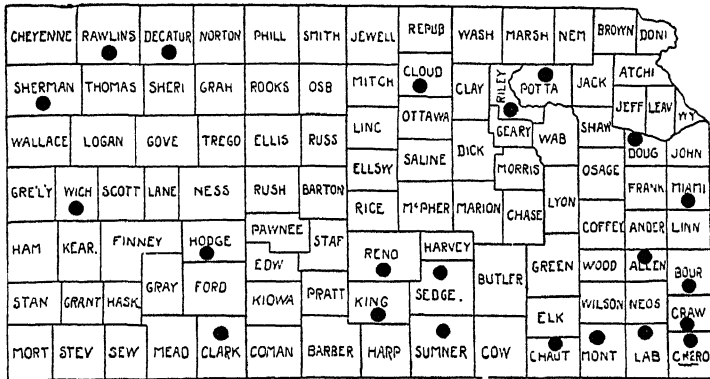 CHEYENNE RAWLINS DECATUR NORTON PHILL SMITH JEWELL REPUB WASH MARSH NEM BROWN DONI
SHERMAN THOMAS SHERI GRAH ROOKS OSB MITCH CLOUD CLAY RILEY POTTA JACK ATCHI
JEFF LEAV WY
WALLACE LOGAN GOVE TREGO ELLIS RUSS LINC OTTAWA DICK GEARY WAB SHAW DOUG JOHN
ELLSW SALINE MORRIS OSAGE
GRE'LY WICH SCOTT LANE NESS RUSH BARTON RICE McPHER MARION CHASE LYON FRANK MIAMI
HAM KEAR. FINNEY HODGE PAWNEE STAF RENO HARVEY COFFEY ANDER LINN
EDW
STAN GRANT HASK. GRAY FORD KIOWA PRATT KING SEDGE. BUTLER GREEN WOOD ALLEN BOUR
ELK WILSON NEOS CRAW
MORT STEV SEW MEAD CLARK COMAN BARBER HARP SUMNER COW CHAUT MONT LAB CHERO